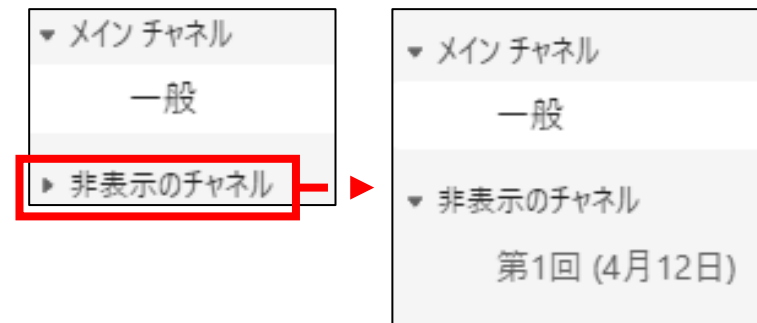 メイン チャネル
一般
非表示のチャネル
メイン チャネル
一般
非表示のチャネル
第1回 (4月12日)